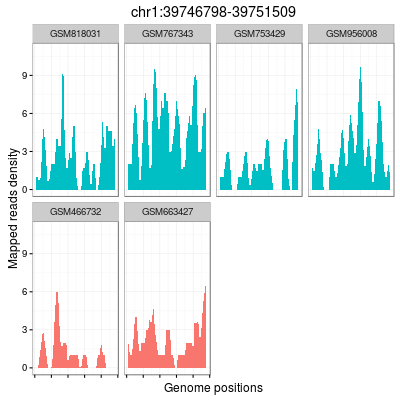 chr1:39746798-39751509
GSM818031 GSM767343 GSM753429 GSM956008
9
6
3
0
GSM466732 GSM663427
9
6
3
0
Mapped reads density
Genome positions